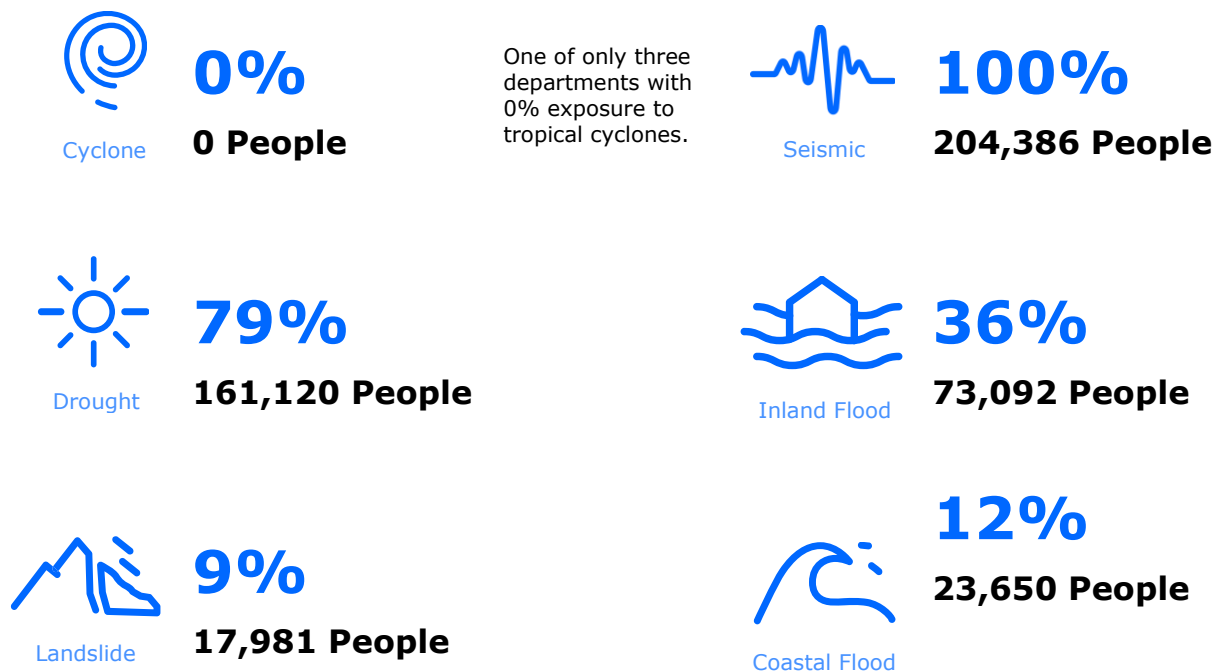 0%
0 People
Cyclone
One of only three
departments with
0% exposure to
tropical cyclones.
100%
204,386 People
Seismic
79%
161,120 People
Drought
36%
73,092 People
Inland Flood
9%
17,981 People
Landslide
12%
23,650 People
Coastal Flood